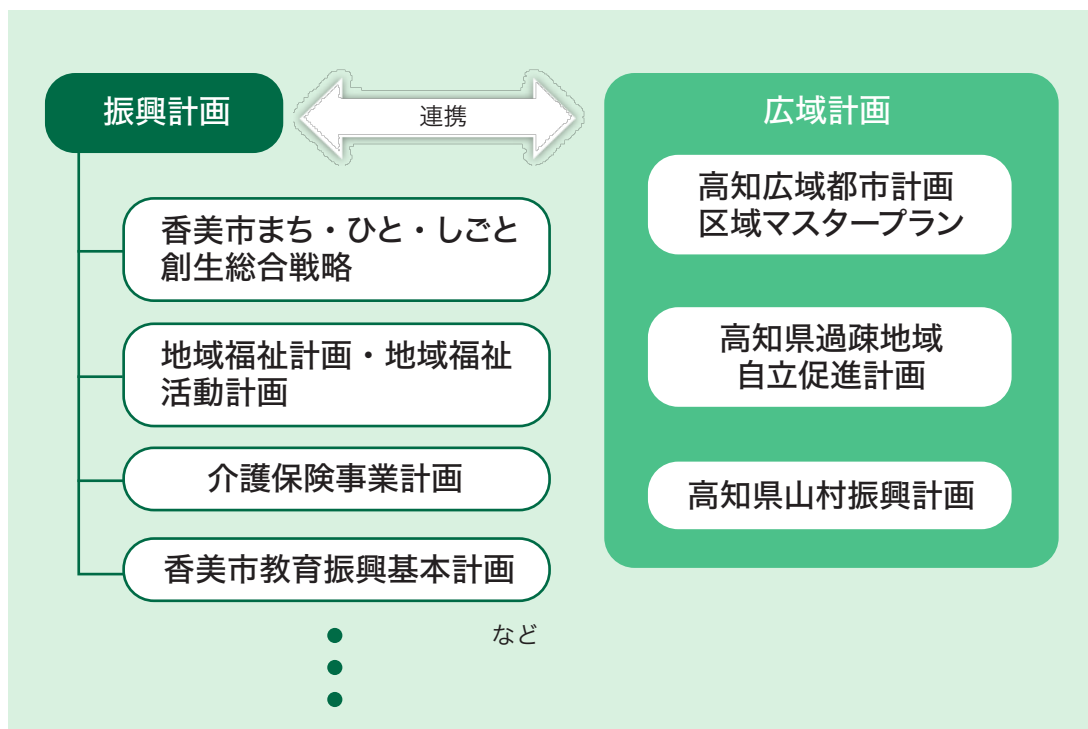 振興計画
連携
香美市まち・ひと・しごと
創生総合戦略
地域福祉計画・地域福祉
活動計画
介護保険事業計画
香美市教育振興基本計画
など
広域計画
高知広域都市計画
区域マスタープラン
高知県過疎地域
自立促進計画
高知県山村振興計画